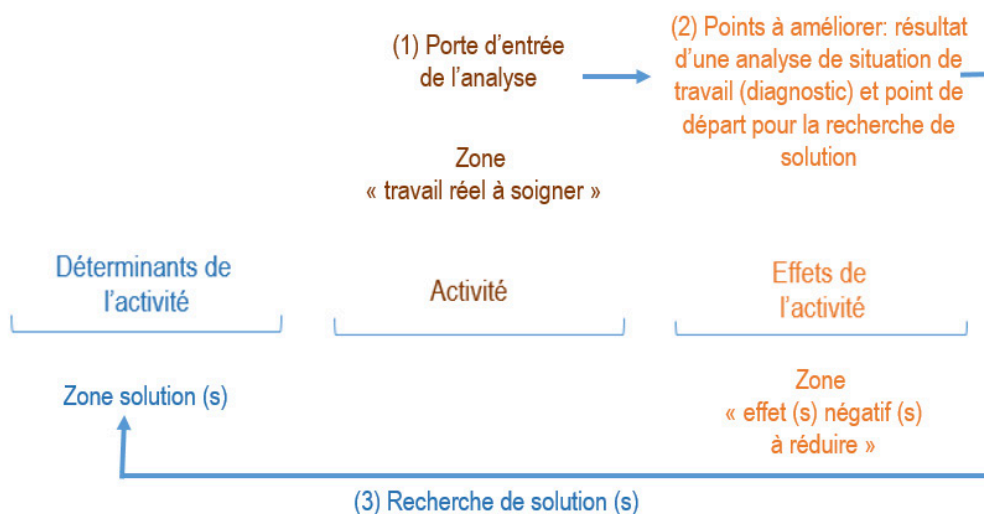 (1) Porte d’entrée
de l’analyse
(2) Points à améliorer: résultat
d’une analyse de situation de
travail (diagnostic) et point de
départ pour la recherche de
solution
Zone
« travail réel à soigner »
Déterminants de
l’activité
Activité
Effets de
l’activité
Zone solution (s)
Zone
« effet (s) négatif (s)
à réduire »
(3) Recherche de solution (s)